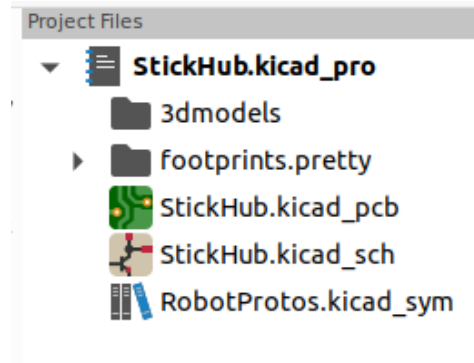 Project Files
StickHub.kicad_pro
3dmodels
footprints.pretty
StickHub.kicad_pcb
StickHub.kicad_sch
RobotProtos.kicad_sym